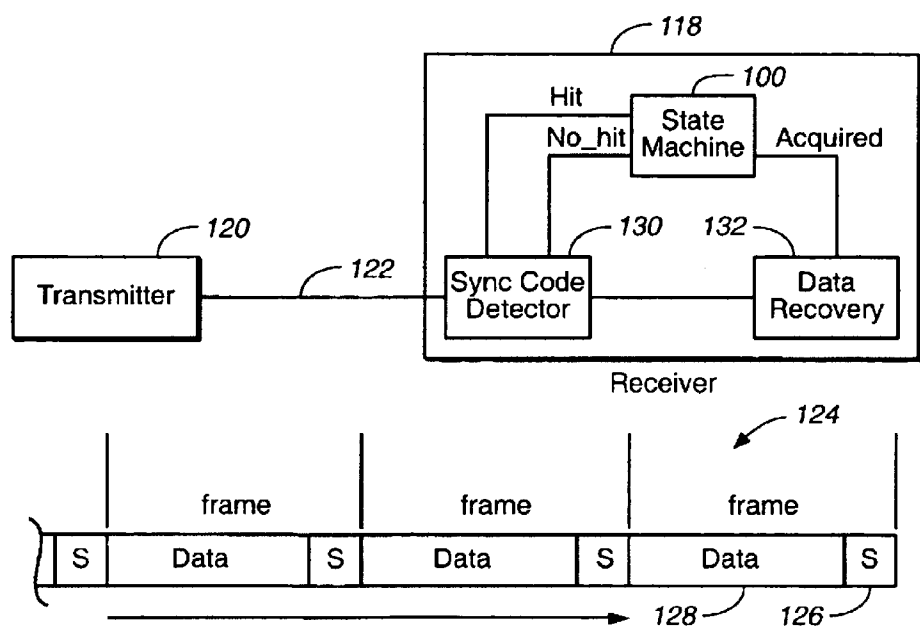 118
100
Hit
State
Machine
No_hit
Acquired
120
122
130
132
Transmitter
Sync Code
Detector
Data
Recovery
Receiver
124
frame
frame
frame
S
Data
S
Data
S
Data
S
128
126